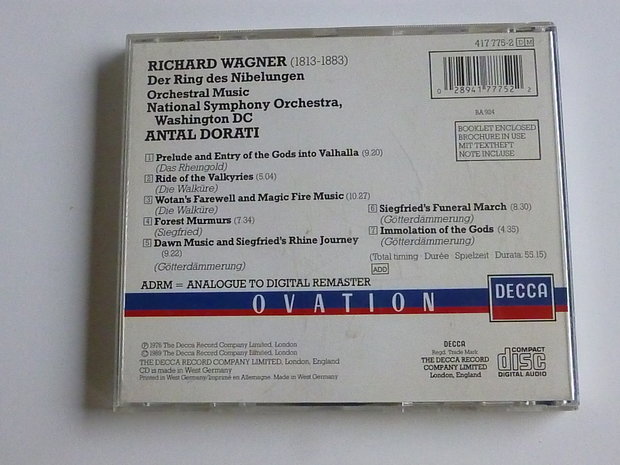 417 775-2 DM
RICHARD WAGNER (1813-1883)
Der Ring des Nibelungen
Orchestral Music
National Symphony Orchestra,
Washington DC
ANTAL DORATI
0 28941 77752 2
BA 924
BOOKLET ENCLOSED
BROCHURE IN USE
MIT TEXTHEFT
NOTE INCLUSE
1 Prelude and Entry of the Gods into Valhalla (9.20)
(Das Rheingold)
2 Ride of the Valkyries (5.04)
(Die Walküre)
3 Wotan's Farewell and Magic Fire Music (10.27)
(Die Walküre)
4 Forest Murmurs (7.34)
(Siegfried)
5 Dawn Music and Siegfried's Rhine Journey
(9.22)
(Götterdämmerung)
6 Siegfried's Funeral March (8.30)
(Götterdämmerung)
7 Immolation of the Gods (4.35)
(Götterdämmerung)
(Total timing · Durée · Spielzeit · Durata. 55.15)
ADD
ADRM = ANALOGUE TO DIGITAL REMASTER
OVATION
DECCA
℗ 1976 The Decca Record Company Limited, London
© 1989 The Decca Record Company Limited, London
THE DECCA RECORD COMPANY LIMITED, London, England
CD is made in West Germany
Printed in West Germany/Imprimé en Allemagne. Made in West Germany.
DECCA
Regd. Trade Mark
THE DECCA RECORD
COMPANY LIMITED
London, England
COMPACT
disc
DIGITAL AUDIO